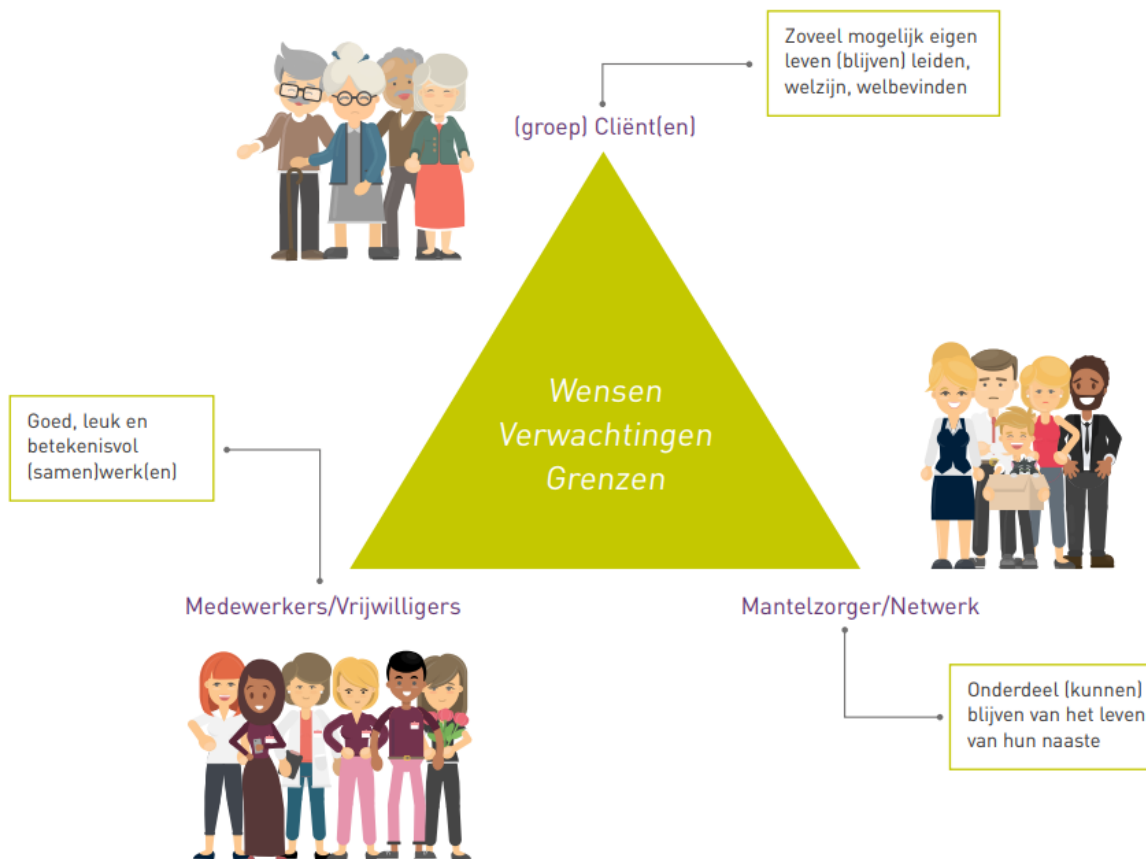 Zoveel mogelijk eigen
leven (blijven) leiden,
welzijn, welbevinden
(groep) Cliënt(en)
Wensen
Verwachtingen
Grenzen
Goed, leuk en
betekenisvol
(samen)werk(en)
Medewerkers/Vrijwilligers
Mantelzorger/Netwerk
Onderdeel (kunnen)
blijven van het leven
van hun naaste